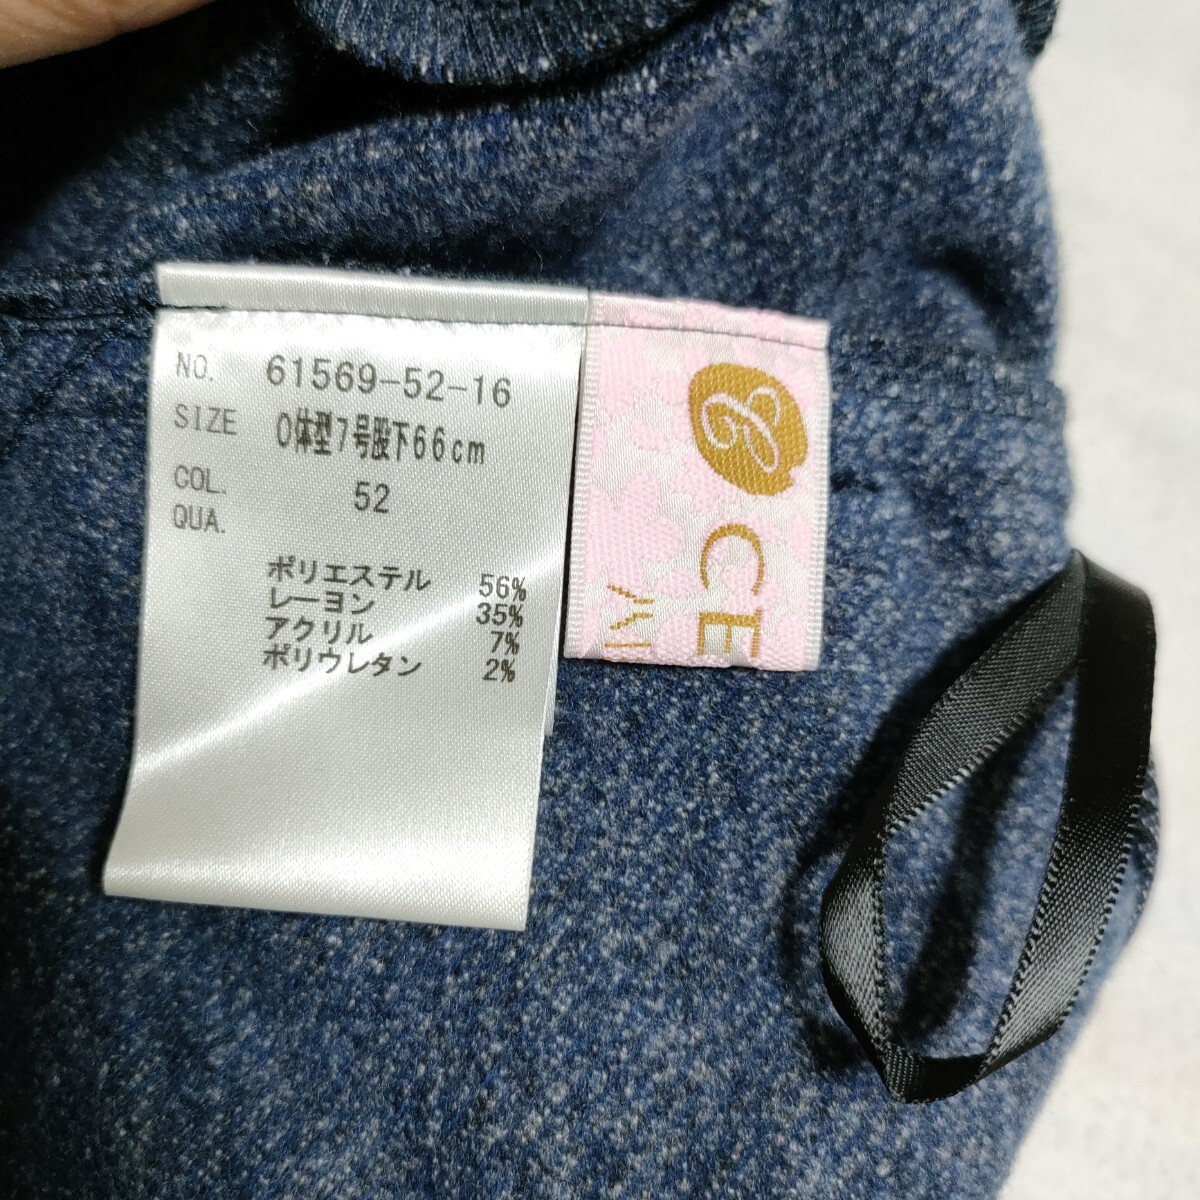 NO. 61569-52-16
SIZE O体型7号股下66cm
COL. 52
QUA.
ポリエステル 56%
レーヨン 35%
アクリル 7%
ポリウレタン 2%
CE